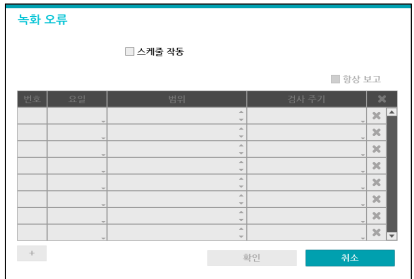 녹화 오류
스케줄 작동
항상 보고
번호 요일 범위 검사 주기
+
확인 취소